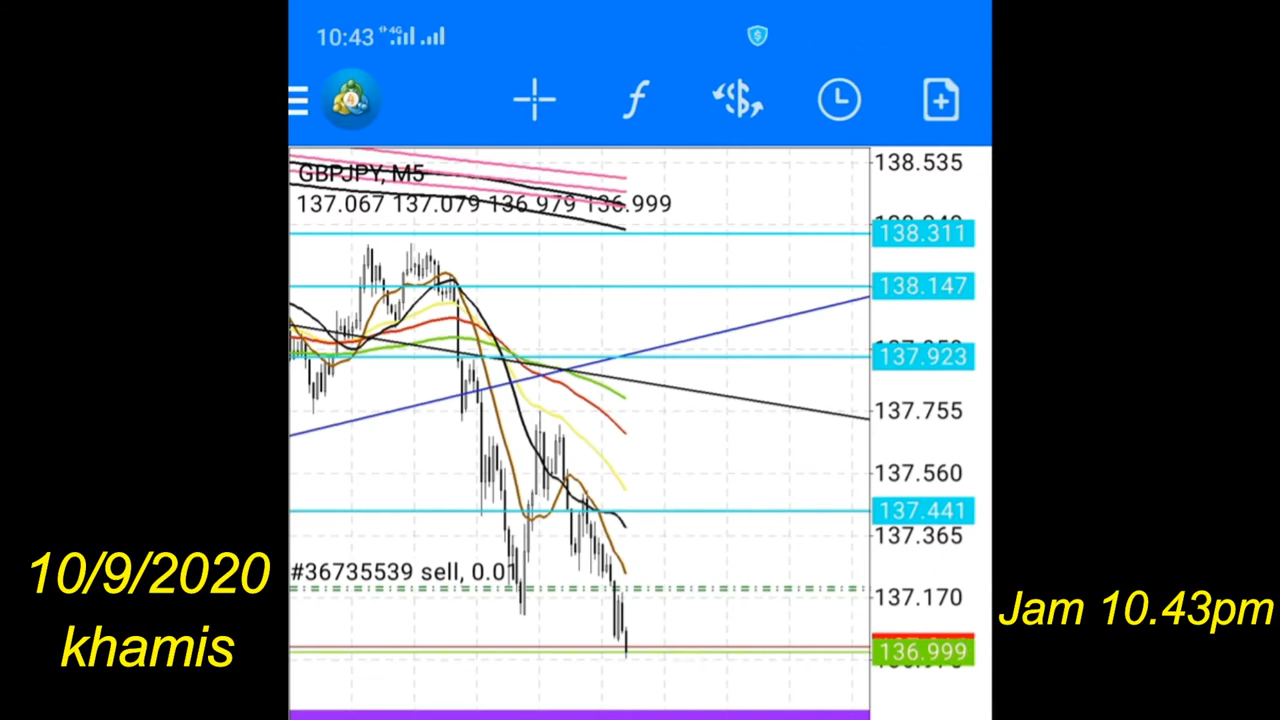 10:43 4G
138.535
GBPJPY, M5
137.067 137.079 136.979 136.999
138.311
138.147
137.923
137.755
137.560
137.441
137.365
#36735539 sell, 0.01
137.170
136.999
10/9/2020
khamis
Jam 10.43pm